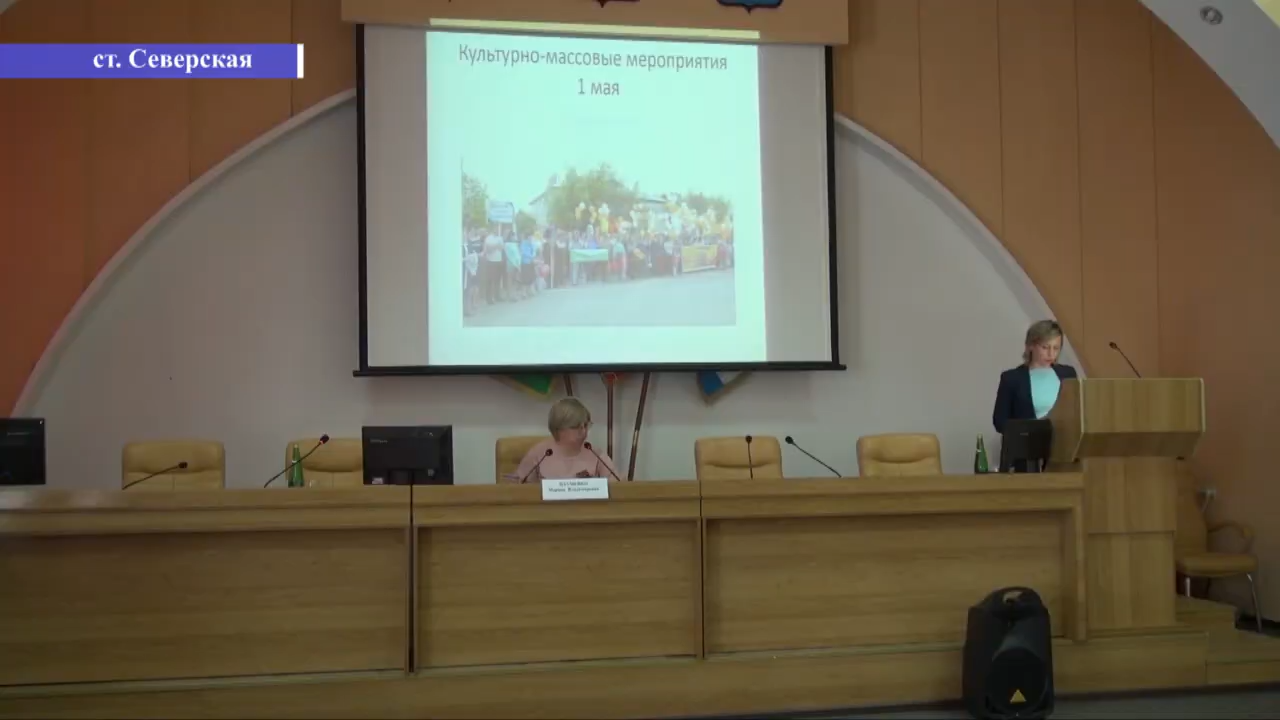 ст. Северская
Культурно-массовые мероприятия
1 мая